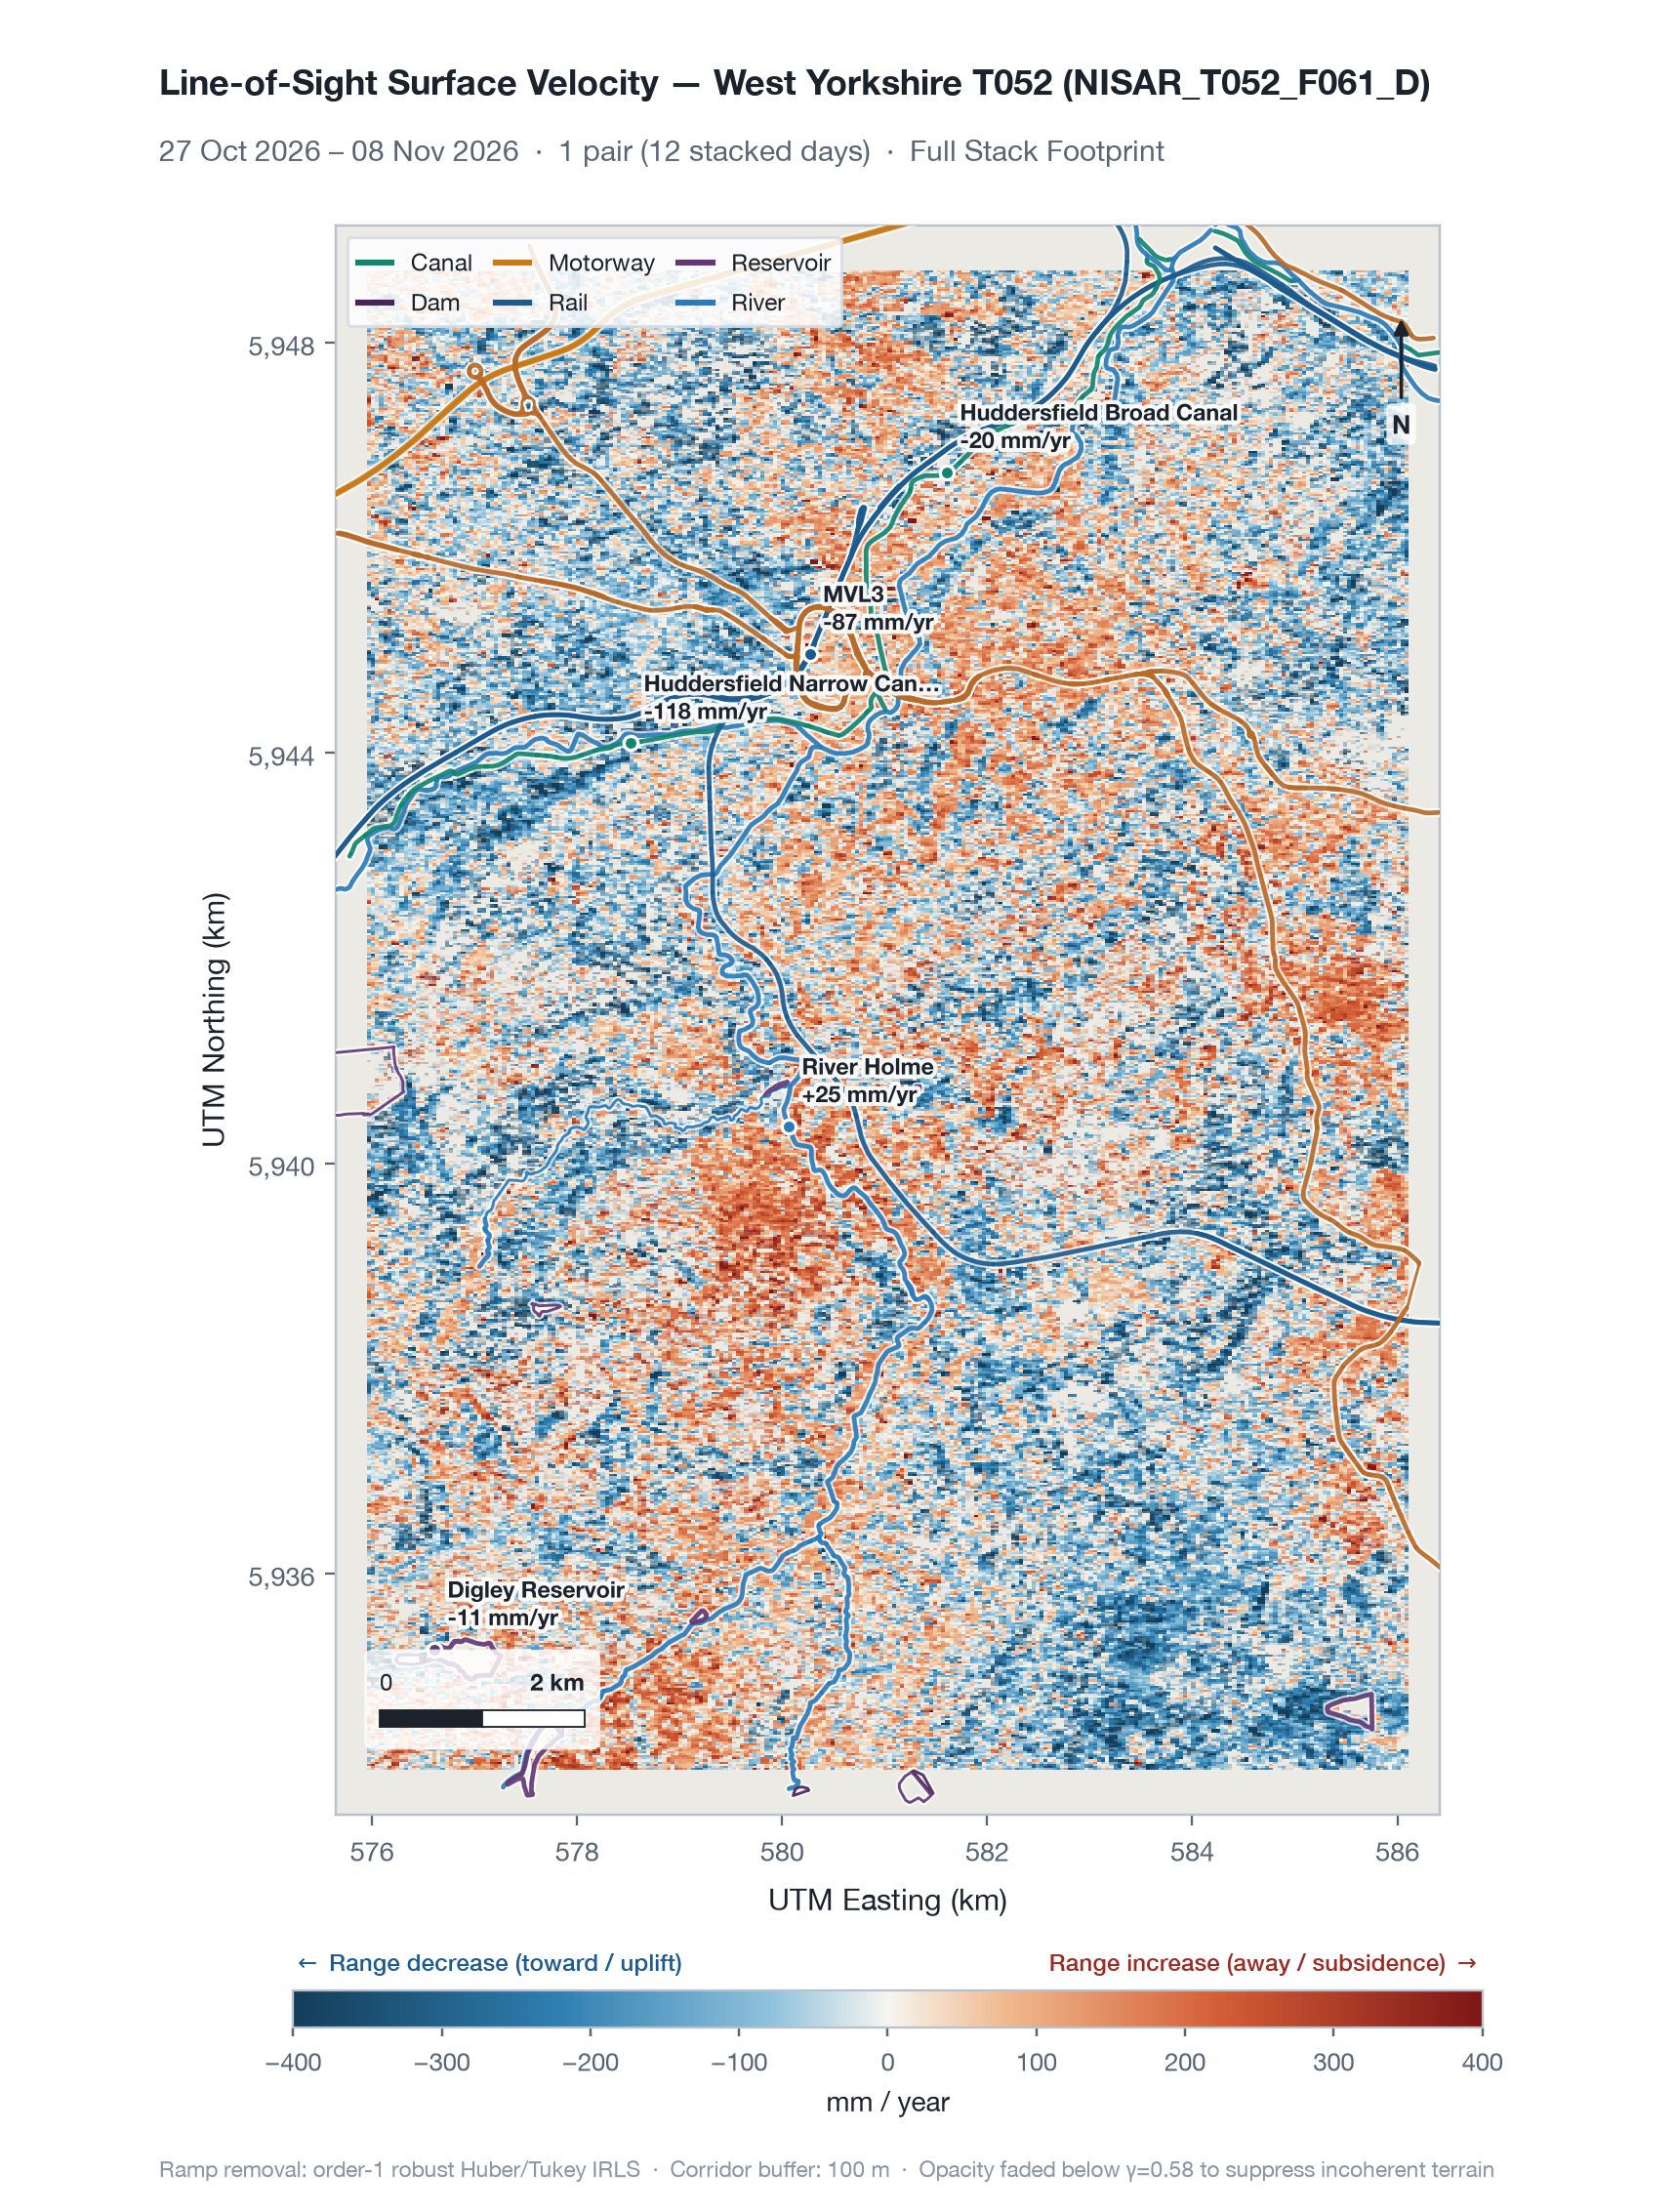 Line-of-Sight Surface Velocity — West Yorkshire T052 (NISAR_T052_F061_D)
27 Oct 2026 – 08 Nov 2026 · 1 pair (12 stacked days) · Full Stack Footprint
Canal Motorway Reservoir
Dam Rail River
5,948
N
Huddersfield Broad Canal
-20 mm/yr
MVL3
-87 mm/yr
Huddersfield Narrow Can...
-118 mm/yr
5,944
UTM Northing (km)
River Holme
+25 mm/yr
5,940
5,936
Digley Reservoir
-11 mm/yr
0 2 km
576 578 580 582 584 586
UTM Easting (km)
← Range decrease (toward / uplift) Range increase (away / subsidence) →
−400 −300 −200 −100 0 100 200 300 400
mm / year
Ramp removal: order-1 robust Huber/Tukey IRLS · Corridor buffer: 100 m · Opacity faded below γ=0.58 to suppress incoherent terrain